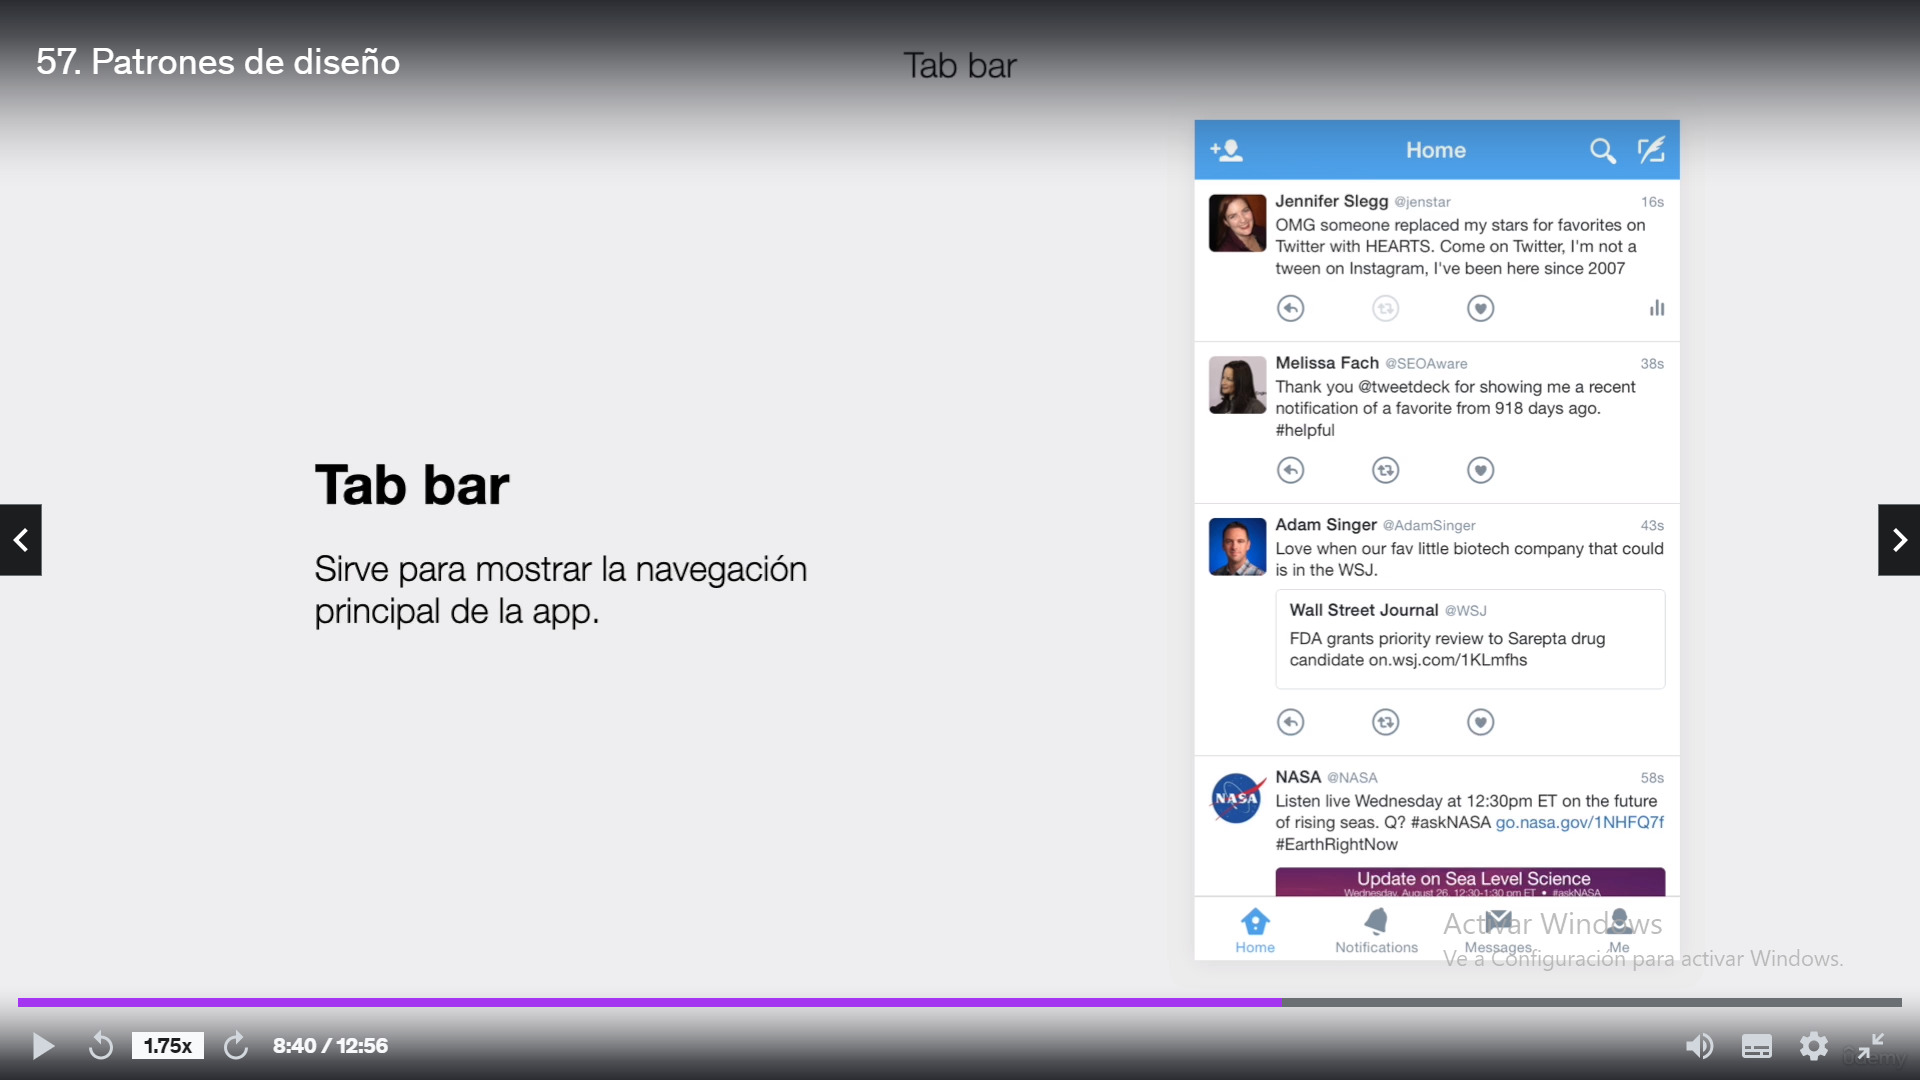 57. Patrones de diseño
Tab bar
Tab bar
Sirve para mostrar la navegación
principal de la app.
Home
Jennifer Slegg @jenstar 16s
OMG someone replaced my stars for favorites on
Twitter with HEARTS. Come on Twitter, I'm not a
tween on Instagram, I've been here since 2007
Melissa Fach @SEOAware 38s
Thank you @tweetdeck for showing me a recent
notification of a favorite from 918 days ago.
#helpful
Adam Singer @AdamSinger 43s
Love when our fav little biotech company that could
is in the WSJ.
Wall Street Journal @WSJ
FDA grants priority review to Sarepta drug
candidate on.wsj.com/1KLmfhs
NASA @NASA 58s
Listen live Wednesday at 12:30pm ET on the future
of rising seas. Q? #askNASA go.nasa.gov/1NHFQ7f
#EarthRightNow
NASA
Update on Sea Level Science
Wednesday, August 26, 12:30-1:30 pm ET • #askNASA
Home Notifications Messages Me
Activar Windows
Ve a Configuración para activar Windows.
1.75x
8:40 / 12:56
ûdemy